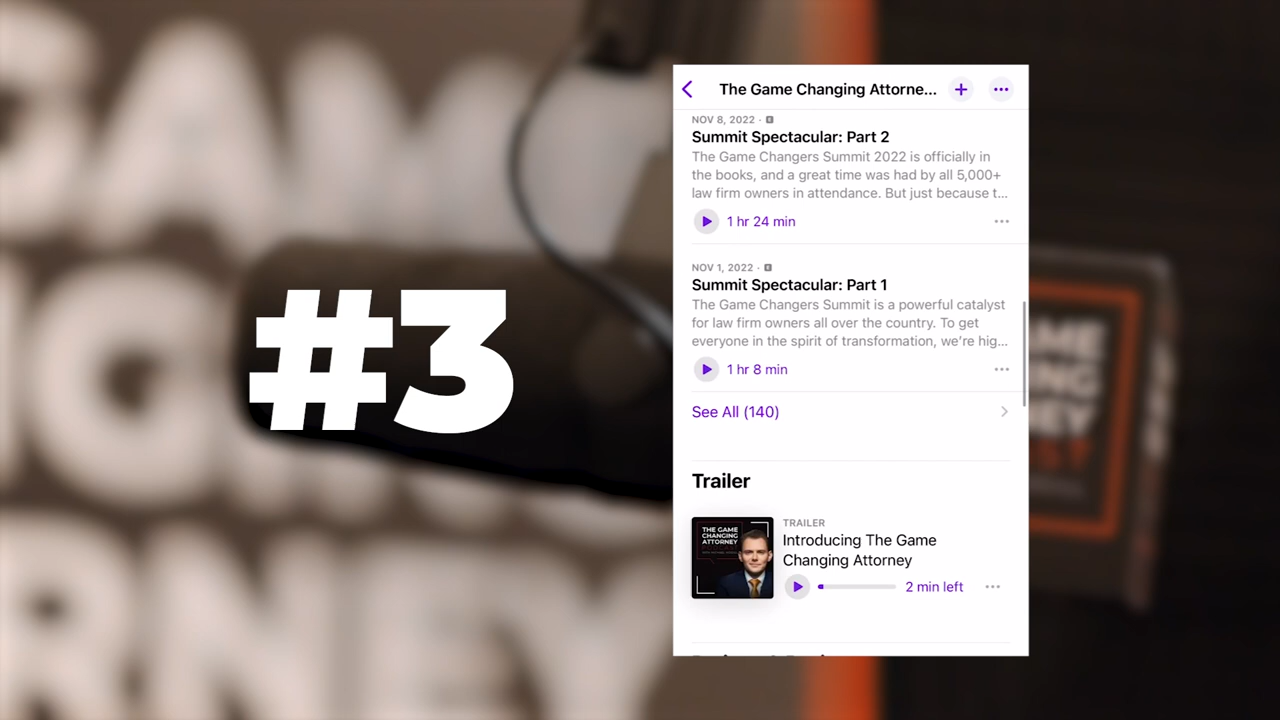 #3
The Game Changing Attorne...
NOV 8, 2022 · E
Summit Spectacular: Part 2
The Game Changers Summit 2022 is officially in
the books, and a great time was had by all 5,000+
law firm owners in attendance. But just because t...
1 hr 24 min
NOV 1, 2022 · E
Summit Spectacular: Part 1
The Game Changers Summit is a powerful catalyst
for law firm owners all over the country. To get
everyone in the spirit of transformation, we're hig...
1 hr 8 min
See All (140)
Trailer
THE GAME
CHANGING
ATTORNEY
TRAILER
Introducing The Game
Changing Attorney
2 min left